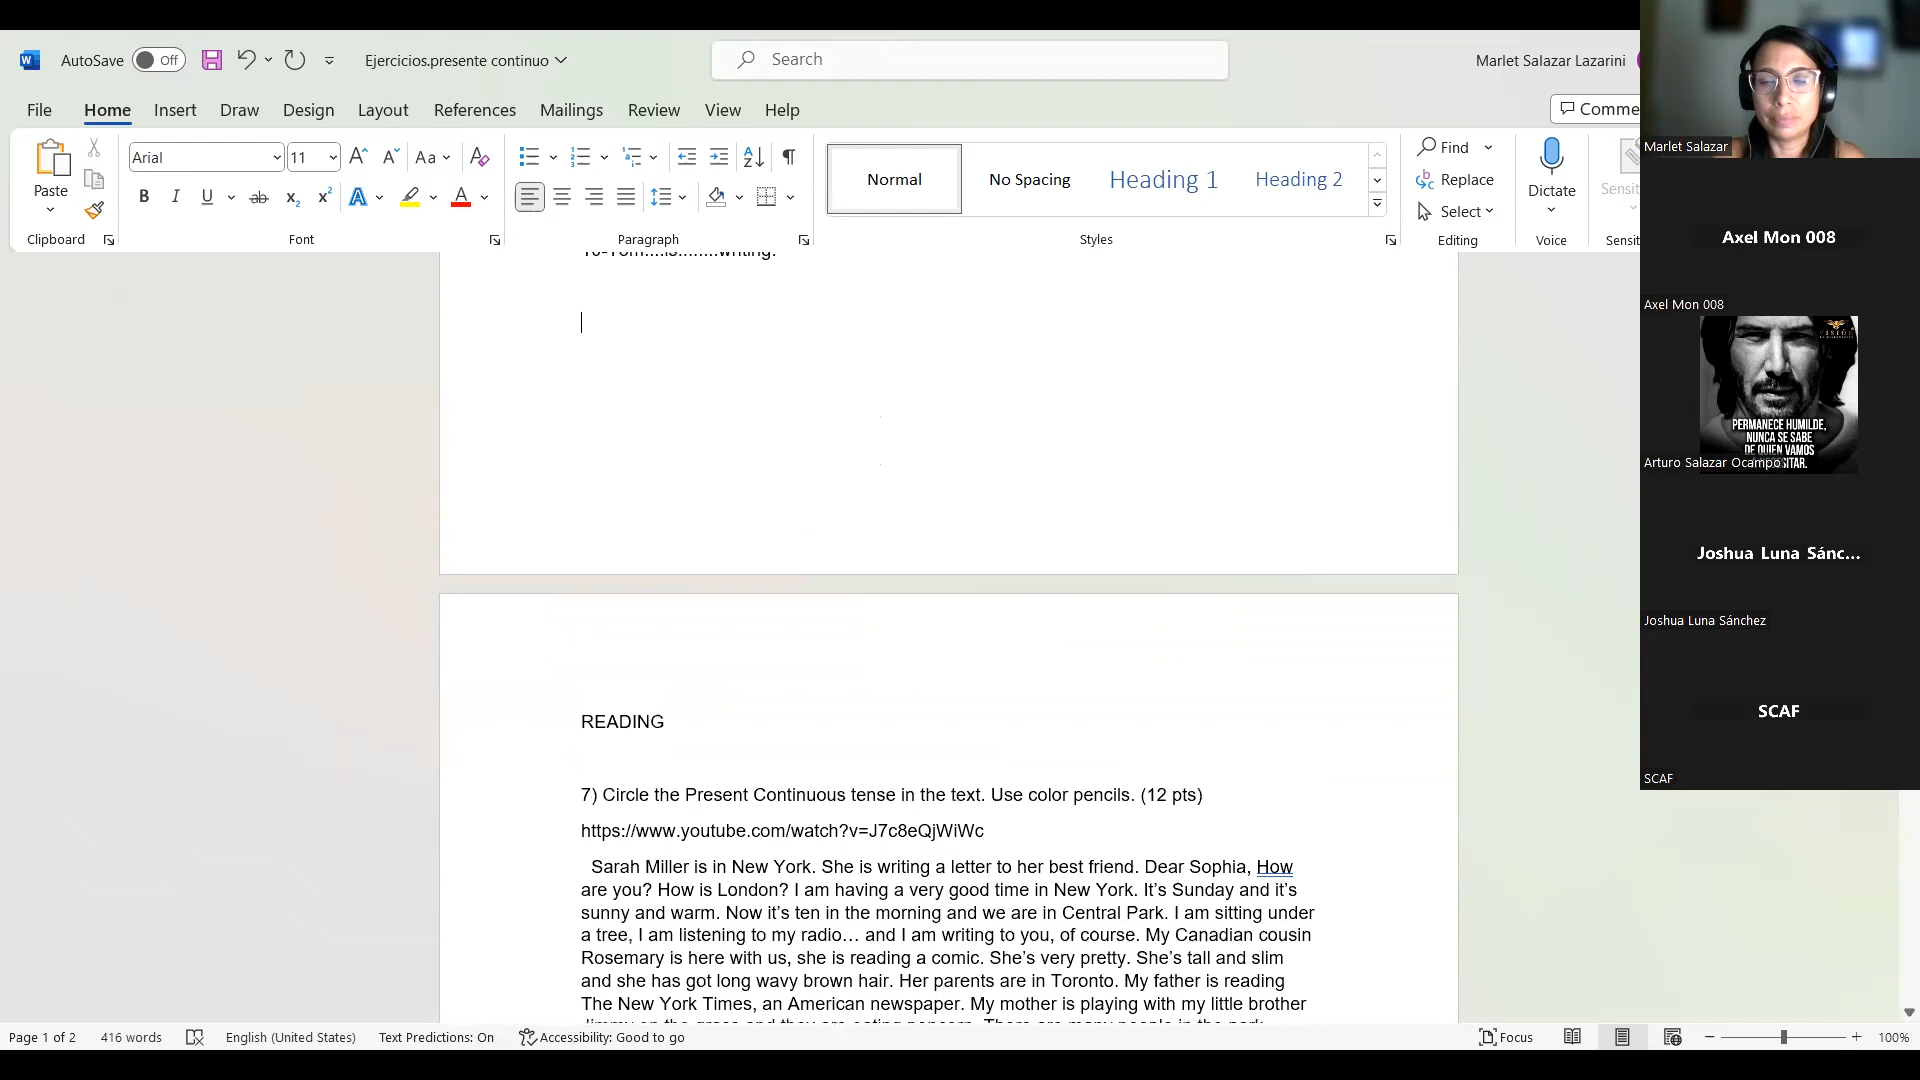 AutoSave Off Ejercicios.presente continuo Search Marlet Salazar Lazarini
File Home Insert Draw Design Layout References Mailings Review View Help Comme
Paste
Clipboard
Arial 11
Font
Paragraph
Normal No Spacing Heading 1 Heading 2
Styles
Find
Replace
Select
Editing
Dictate
Voice
Sensit
Sensit
writing.
READING
7) Circle the Present Continuous tense in the text. Use color pencils. (12 pts)
https://www.youtube.com/watch?v=J7c8eQjWiWc
Sarah Miller is in New York. She is writing a letter to her best friend. Dear Sophia, How
are you? How is London? I am having a very good time in New York. It’s Sunday and it’s
sunny and warm. Now it’s ten in the morning and we are in Central Park. I am sitting under
a tree, I am listening to my radio… and I am writing to you, of course. My Canadian cousin
Rosemary is here with us, she is reading a comic. She’s very pretty. She’s tall and slim
and she has got long wavy brown hair. Her parents are in Toronto. My father is reading
The New York Times, an American newspaper. My mother is playing with my little brother
Marlet Salazar
Axel Mon 008
Axel Mon 008
PERMANECE HUMILDE,
NUNCA SE SABE
DE QUIEN VAMOS
Arturo Salazar Ocampo
Joshua Luna Sánc...
Joshua Luna Sánchez
SCAF
SCAF
Page 1 of 2 416 words English (United States) Text Predictions: On Accessibility: Good to go Focus 100%